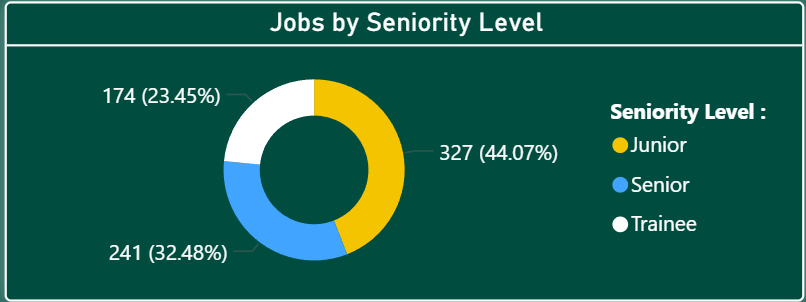 Jobs by Seniority Level
174 (23.45%)
327 (44.07%)
241 (32.48%)
Seniority Level :
Junior
Senior
Trainee